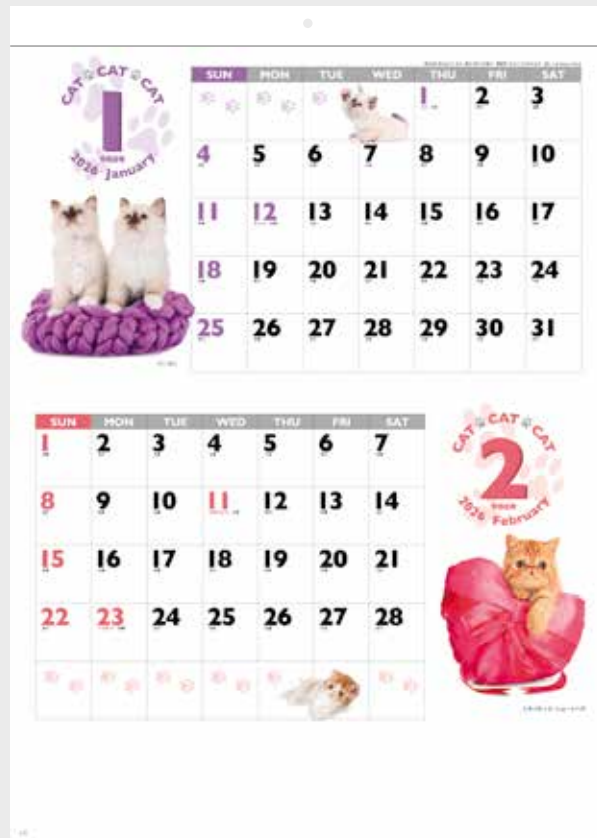 CAT CAT CAT
1
2026 January
SUN MON TUE WED THU FRI SAT
1 2 3
4 5 6 7 8 9 10
11 12 13 14 15 16 17
18 19 20 21 22 23 24
25 26 27 28 29 30 31
SUN MON TUE WED THU FRI SAT
1 2 3 4 5 6 7
8 9 10 11 12 13 14
15 16 17 18 19 20 21
22 23 24 25 26 27 28
CAT CAT CAT
2
2026 February